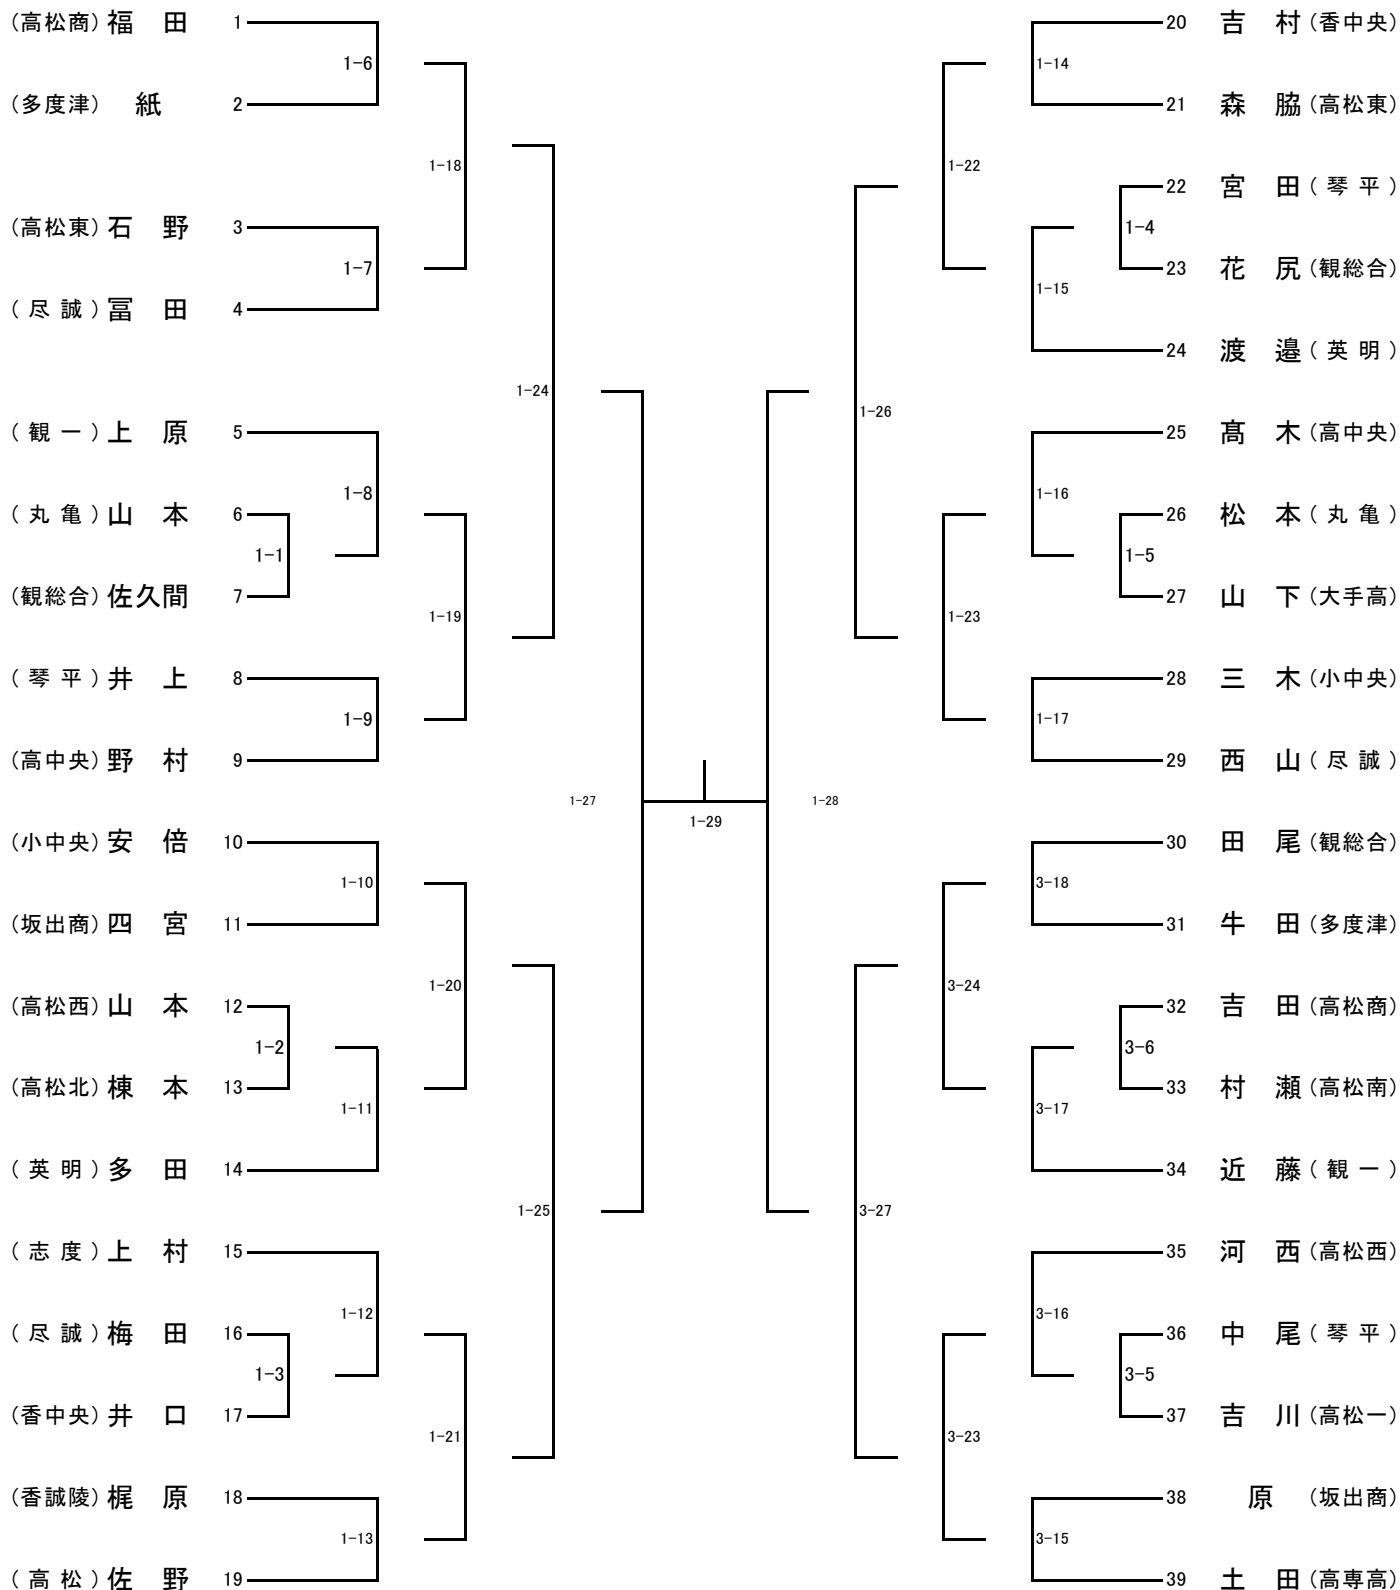 (高松商) 福 田 1
1-6
(多度津) 紙 2
1-18
(高松東) 石 野 3
1-7
(尽 誠) 冨 田 4
1-24
(観 一) 上 原 5
1-8
(丸 亀) 山 本 6
1-1
(観総合) 佐久間 7
1-19
(琴 平) 井 上 8
1-9
(高中央) 野 村 9
1-27
(小中央) 安 倍 10
1-10
(坂出商) 四 宮 11
1-20
(高松西) 山 本 12
1-2
(高松北) 棟 本 13
1-11
(英 明) 多 田 14
1-25
(志 度) 上 村 15
1-12
(尽 誠) 梅 田 16
1-3
(香中央) 井 口 17
1-21
(香誠陵) 梶 原 18
1-13
(高 松) 佐 野 19
1-29
20 吉 村 (香中央)
1-14
21 森 脇 (高松東)
1-22
22 宮 田 (琴 平)
1-4
23 花 尻 (観総合)
1-15
24 渡 邉 (英 明)
1-26
25 髙 木 (高中央)
1-16
26 松 本 (丸 亀)
1-5
27 山 下 (大手高)
1-23
28 三 木 (小中央)
1-17
29 西 山 (尽 誠)
1-28
30 田 尾 (観総合)
3-18
31 牛 田 (多度津)
3-24
32 吉 田 (高松商)
3-6
33 村 瀬 (高松南)
3-17
34 近 藤 (観 一)
3-27
35 河 西 (高松西)
3-16
36 中 尾 (琴 平)
3-5
37 吉 川 (高松一)
3-23
38 原 (坂出商)
3-15
39 土 田 (高専高)